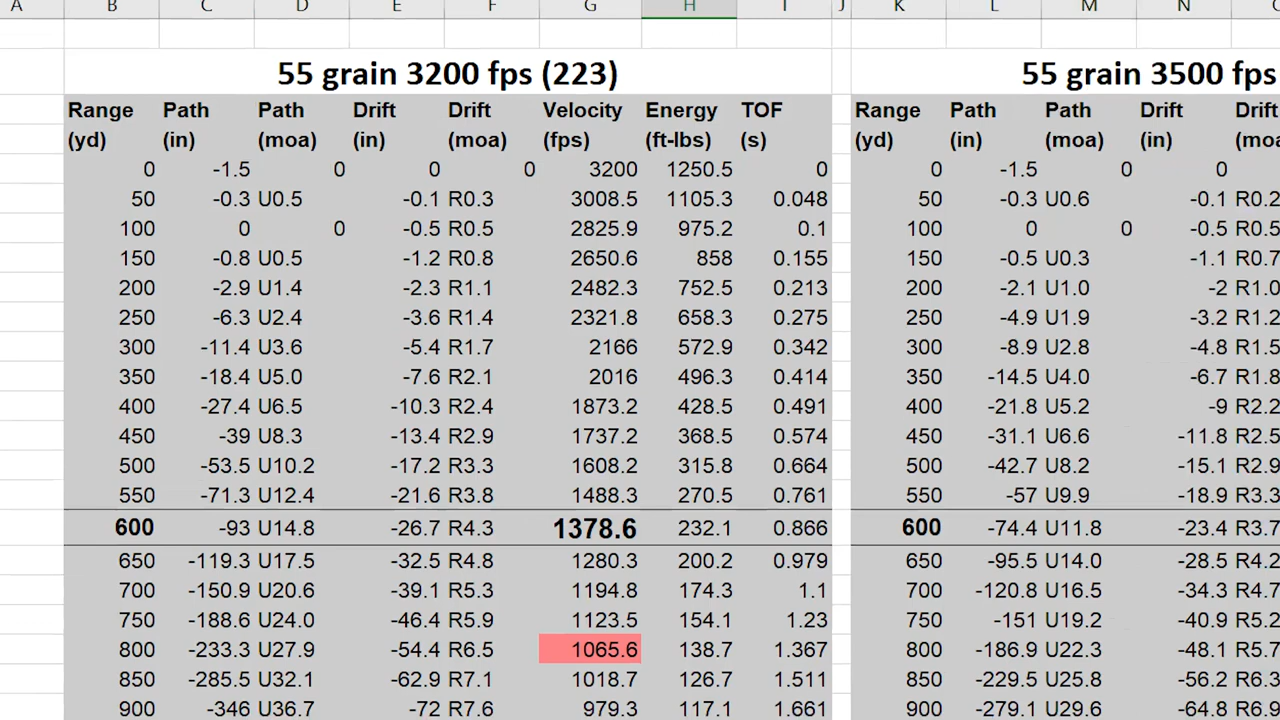 A B C D E F G H I J K L M N
55 grain 3200 fps (223) 55 grain 3500 fps
Range Path Path Drift Drift Velocity Energy TOF Range Path Path Drift Drift
(yd) (in) (moa) (in) (moa) (fps) (ft-lbs) (s) (yd) (in) (moa) (in)
0 -1.5 0 0 0 3200 1250.5 0 0 -1.5 0 0
50 -0.3 U0.5 -0.1 R0.3 3008.5 1105.3 0.048 50 -0.3 U0.6 -0.1 R0.2
100 0 0 -0.5 R0.5 2825.9 975.2 0.1 100 0 0 -0.5 R0.5
150 -0.8 U0.5 -1.2 R0.8 2650.6 858 0.155 150 -0.5 U0.3 -1.1 R0.7
200 -2.9 U1.4 -2.3 R1.1 2482.3 752.5 0.213 200 -2.1 U1.0 -2 R1.0
250 -6.3 U2.4 -3.6 R1.4 2321.8 658.3 0.275 250 -4.9 U1.9 -3.2 R1.2
300 -11.4 U3.6 -5.4 R1.7 2166 572.9 0.342 300 -8.9 U2.8 -4.8 R1.5
350 -18.4 U5.0 -7.6 R2.1 2016 496.3 0.414 350 -14.5 U4.0 -6.7 R1.8
400 -27.4 U6.5 -10.3 R2.4 1873.2 428.5 0.491 400 -21.8 U5.2 -9 R2.2
450 -39 U8.3 -13.4 R2.9 1737.2 368.5 0.574 450 -31.1 U6.6 -11.8 R2.5
500 -53.5 U10.2 -17.2 R3.3 1608.2 315.8 0.664 500 -42.7 U8.2 -15.1 R2.9
550 -71.3 U12.4 -21.6 R3.8 1488.3 270.5 0.761 550 -57 U9.9 -18.9 R3.3
600 -93 U14.8 -26.7 R4.3 1378.6 232.1 0.866 600 -74.4 U11.8 -23.4 R3.7
650 -119.3 U17.5 -32.5 R4.8 1280.3 200.2 0.979 650 -95.5 U14.0 -28.5 R4.2
700 -150.9 U20.6 -39.1 R5.3 1194.8 174.3 1.1 700 -120.8 U16.5 -34.3 R4.7
750 -188.6 U24.0 -46.4 R5.9 1123.5 154.1 1.23 750 -151 U19.2 -40.9 R5.2
800 -233.3 U27.9 -54.4 R6.5 1065.6 138.7 1.367 800 -186.9 U22.3 -48.1 R5.7
850 -285.5 U32.1 -62.9 R7.1 1018.7 126.7 1.511 850 -229.5 U25.8 -56.2 R6.3
900 -346 U36.7 -72 R7.6 979.3 117.1 1.661 900 -279.1 U29.6 -64.8 R6.9